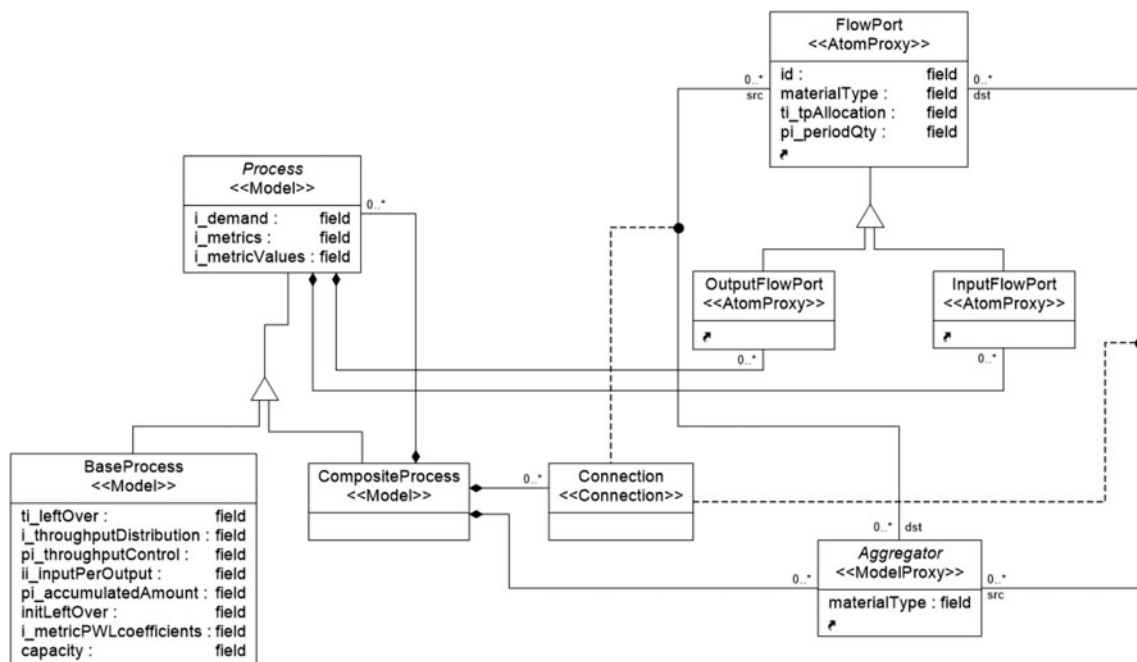 FlowPort
<<AtomProxy>>
id : field
materialType : field
ti_tpAllocation : field
pi_periodQty : field
0..*
src
0..*
dst
Process
<<Model>>
i_demand : field
i_metrics : field
i_metricValues : field
0..*
OutputFlowPort
<<AtomProxy>>
0..*
InputFlowPort
<<AtomProxy>>
0..*
BaseProcess
<<Model>>
ti_leftOver : field
i_throughputDistribution : field
pi_throughputControl : field
ii_inputPerOutput : field
pi_accumulatedAmount : field
initLeftOver : field
i_metricPWLcoefficients : field
capacity : field
CompositeProcess
<<Model>>
0..*
Connection
<<Connection>>
0..* dst
Aggregator
<<ModelProxy>>
materialType : field
0..*
0..*
src